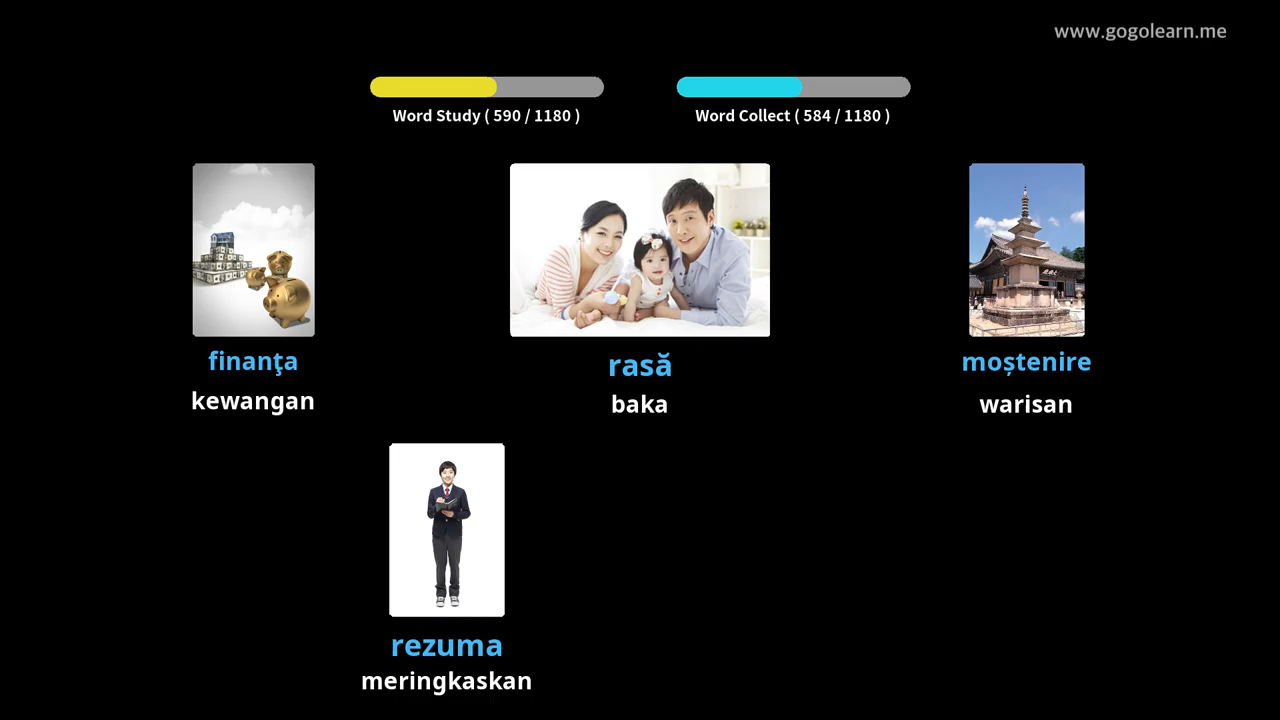 www.gogolearn.me
Word Study ( 590 / 1180 )
Word Collect ( 584 / 1180 )
finanţa
kewangan
rasă
baka
moștenire
warisan
rezuma
meringkaskan